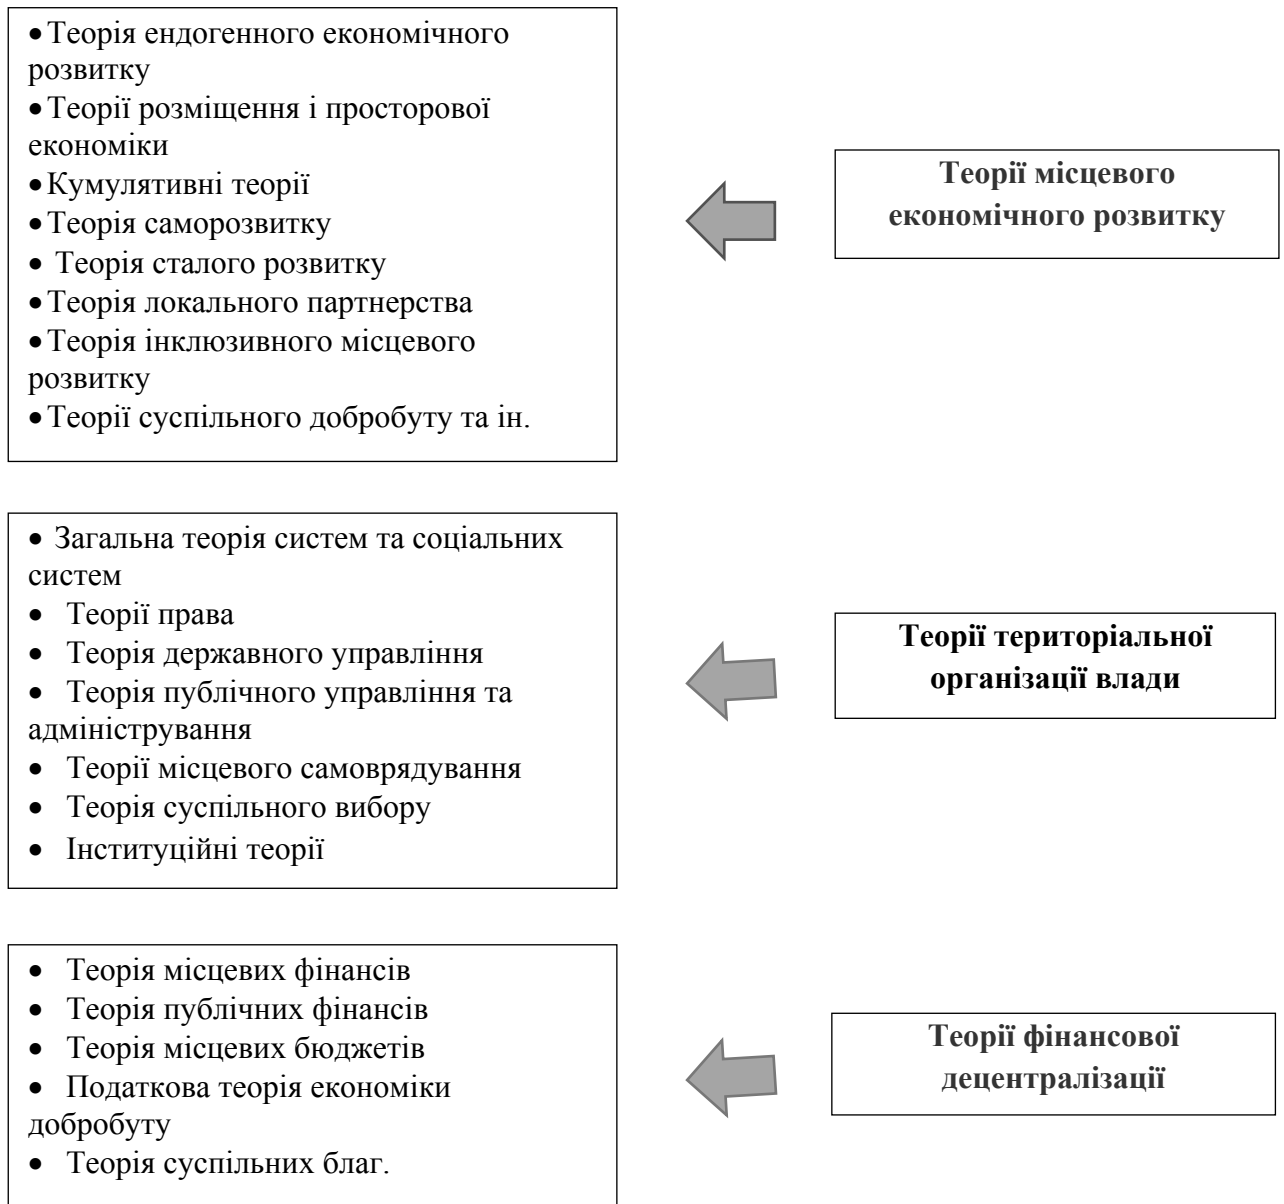 •Теорія ендогенного економічного
розвитку
•Теорії розміщення і просторової
економіки
•Кумулятивні теорії
•Теорія саморозвитку
• Теорія сталого розвитку
•Теорія локального партнерства
•Теорія інклюзивного місцевого
розвитку
•Теорії суспільного добробуту та ін.
Теорії місцевого
економічного розвитку
• Загальна теорія систем та соціальних
систем
• Теорії права
• Теорія державного управління
• Теорія публічного управління та
адміністрування
• Теорії місцевого самоврядування
• Теорія суспільного вибору
• Інституційні теорії
Теорії територіальної
організації влади
• Теорія місцевих фінансів
• Теорія публічних фінансів
• Теорія місцевих бюджетів
• Податкова теорія економіки
добробуту
• Теорія суспільних благ.
Теорії фінансової
децентралізації